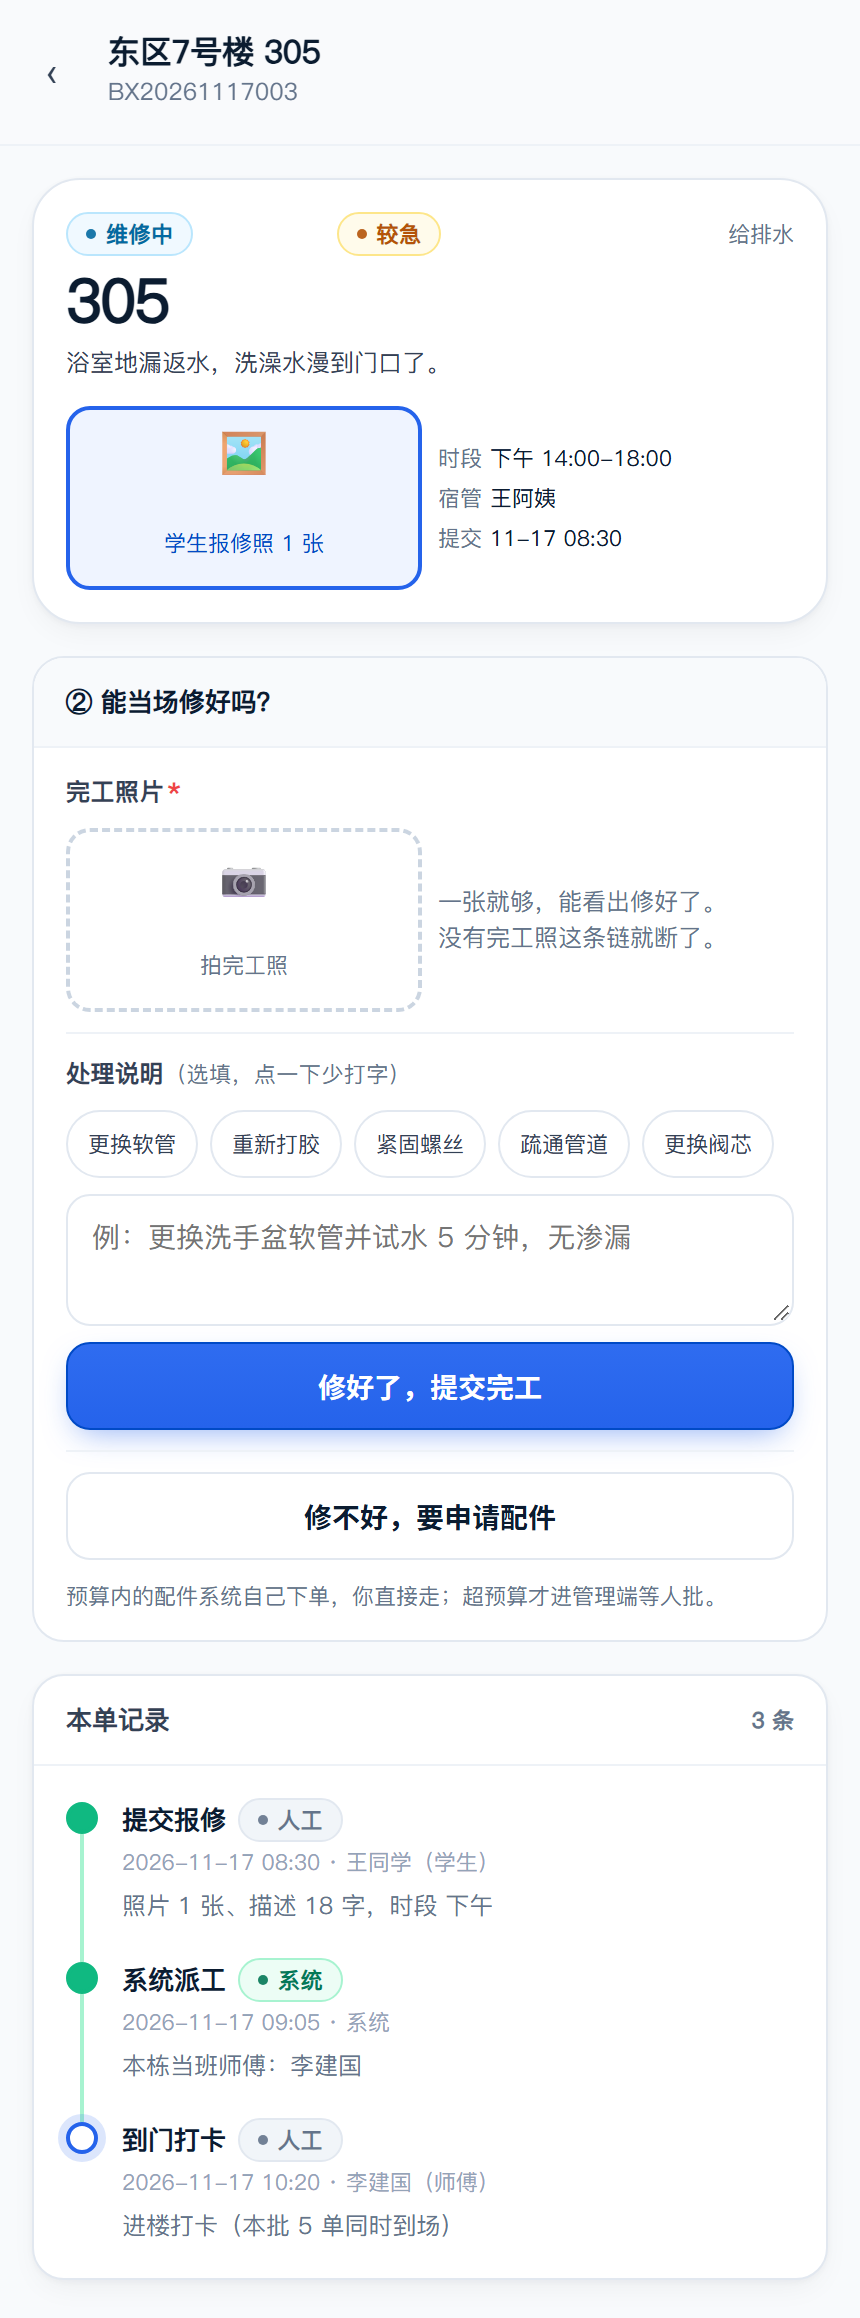 ‹
东区7号楼 305
BX20261117003
维修中
较急
给排水
305
浴室地漏返水，洗澡水漫到门口了。
学生报修照 1 张
时段 下午 14:00–18:00
宿管 王阿姨
提交 11-17 08:30
② 能当场修好吗?
完工照片*
拍完工照
一张就够，能看出修好了。
没有完工照这条链就断了。
处理说明（选填，点一下少打字）
更换软管
重新打胶
紧固螺丝
疏通管道
更换阀芯
例：更换洗手盆软管并试水 5 分钟，无渗漏
修好了，提交完工
修不好，要申请配件
预算内的配件系统自己下单，你直接走；超预算才进管理端等人批。
本单记录
3 条
提交报修 人工
2026-11-17 08:30 · 王同学（学生）
照片 1 张、描述 18 字，时段 下午
系统派工 系统
2026-11-17 09:05 · 系统
本栋当班师傅：李建国
到门打卡 人工
2026-11-17 10:20 · 李建国（师傅）
进楼打卡（本批 5 单同时到场）